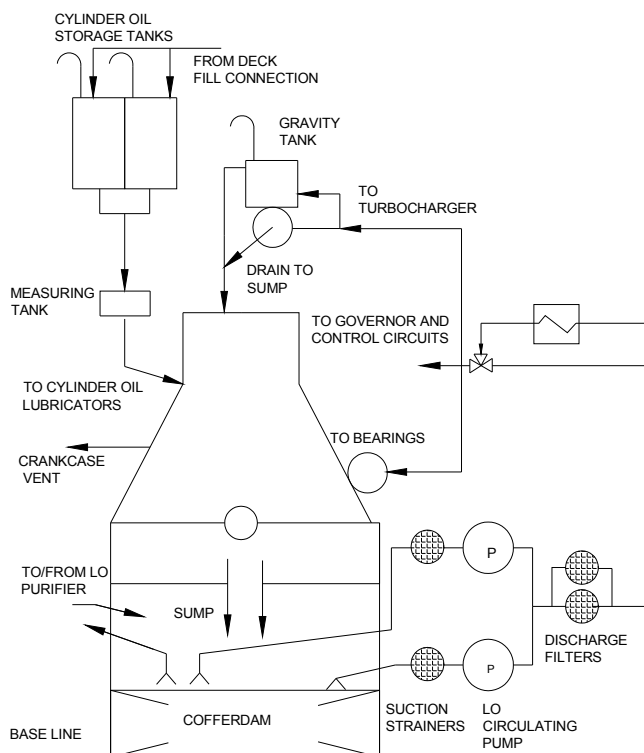 CYLINDER OIL
STORAGE TANKS
FROM DECK
FILL CONNECTION
GRAVITY
TANK
TO
TURBOCHARGER
DRAIN TO
SUMP
MEASURING
TANK
TO GOVERNOR AND
CONTROL CIRCUITS
TO CYLINDER OIL
LUBRICATORS
TO BEARINGS
CRANKCASE
VENT
P
TO/FROM LO
PURIFIER
SUMP
DISCHARGE
FILTERS
P
SUCTION
STRAINERS
LO
CIRCULATING
PUMP
COFFERDAM
BASE LINE